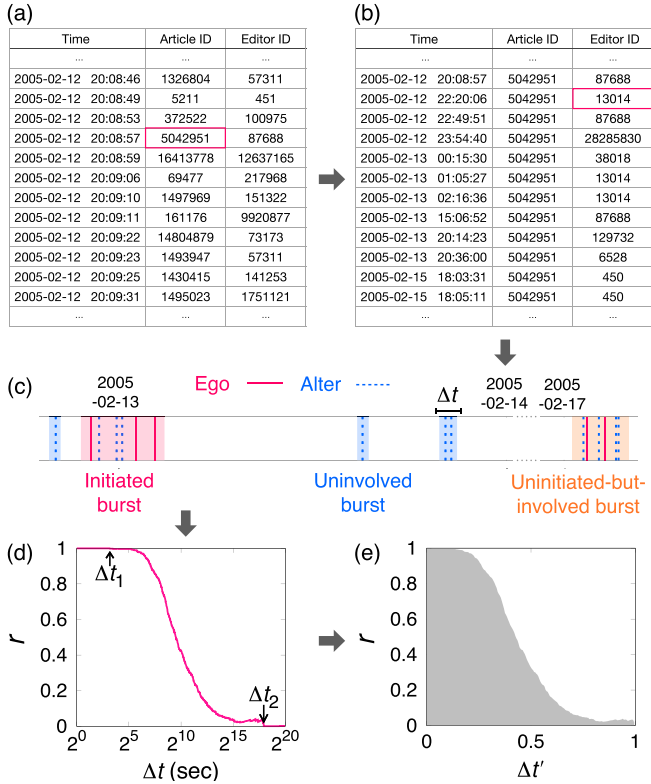 (a)
Time Article ID Editor ID
...
2005-02-12 20:08:46 1326804 57311
2005-02-12 20:08:49 5211 451
2005-02-12 20:08:53 372522 100975
2005-02-12 20:08:57 5042951 87688
2005-02-12 20:08:59 16413778 12637165
2005-02-12 20:09:06 69477 217968
2005-02-12 20:09:10 1497969 151322
2005-02-12 20:09:11 161176 9920877
2005-02-12 20:09:22 14804879 73173
2005-02-12 20:09:23 1493947 57311
2005-02-12 20:09:25 1430415 141253
2005-02-12 20:09:31 1495023 1751121
... ... ...
(b)
Time Article ID Editor ID
...
2005-02-12 20:08:57 5042951 87688
2005-02-12 22:20:06 5042951 13014
2005-02-12 22:49:51 5042951 87688
2005-02-12 23:54:40 5042951 28285830
2005-02-13 00:15:30 5042951 38018
2005-02-13 01:05:27 5042951 13014
2005-02-13 02:16:36 5042951 13014
2005-02-13 15:06:52 5042951 87688
2005-02-13 20:14:23 5042951 129732
2005-02-13 20:36:00 5042951 6528
2005-02-15 18:03:31 5042951 450
2005-02-15 18:05:11 5042951 450
... ... ...
(c)
2005
-02-13
Ego
Alter
Δt
2005
-02-14
2005
-02-17
Initiated
burst
Uninvolved
burst
Uninitiated-but-
involved burst
(d)
r
1
0.8
0.6
0.4
0.2
0
Δt₁
Δt₂
2⁰ 2⁵ 2¹⁰ 2¹⁵ 2²⁰
Δt (sec)
(e)
r
1
0.8
0.6
0.4
0.2
0
0 0.5 1
Δt′